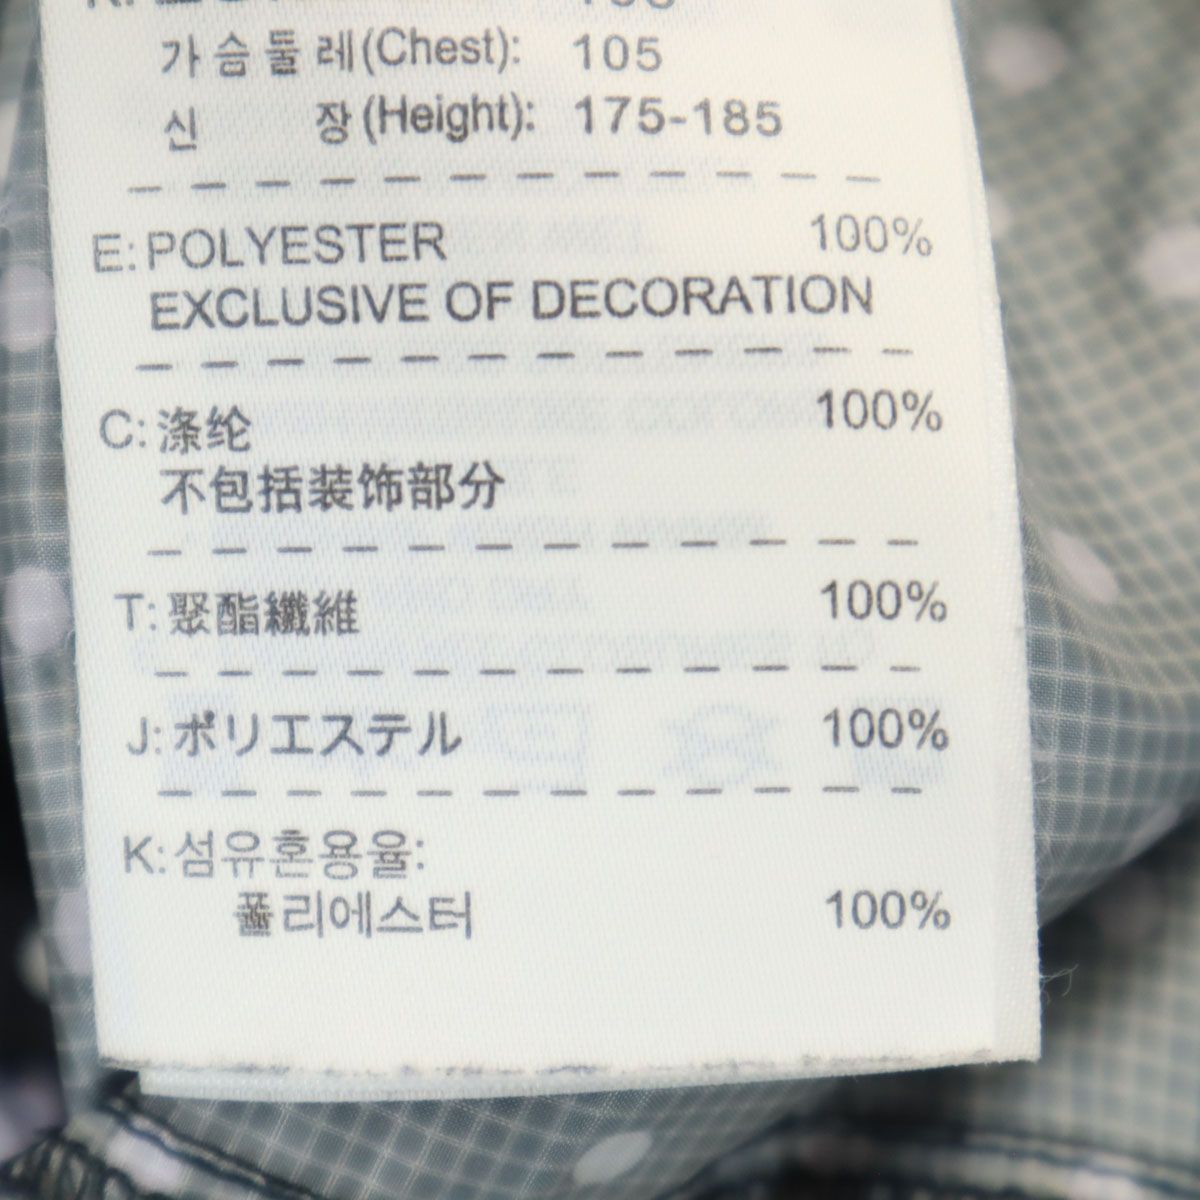 가슴둘레(Chest): 105
신 장(Height): 175-185
E: POLYESTER 100%
EXCLUSIVE OF DECORATION
C: 涤纶 100%
不包括装饰部分
T: 聚酯纖維 100%
J: ポリエステル 100%
K: 섬유혼용율:
폴리에스터 100%